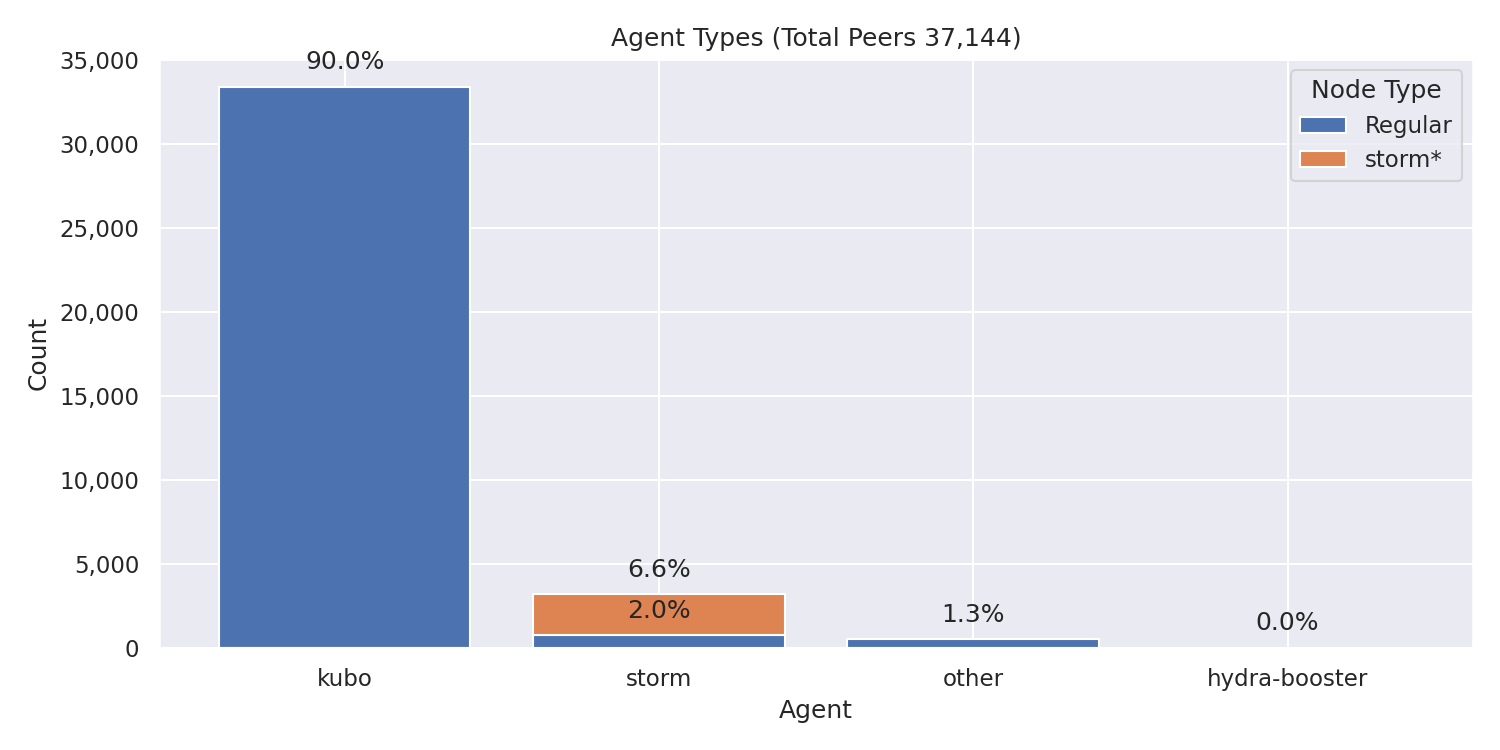 Agent Types (Total Peers 37,144)
35,000
30,000
25,000
20,000
15,000
10,000
5,000
0
Count
90.0%
6.6%
2.0%
1.3%
0.0%
Node Type
Regular
storm*
kubo
storm
other
hydra-booster
Agent